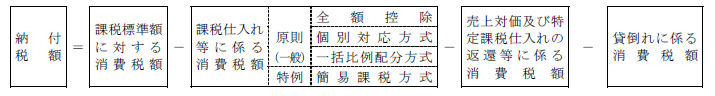 納付
税額
＝
課税標準額
に対する
消費税額
－
課税仕入れ
等に係る
消費税額
原則
(一般)
全額控除
個別対応方式
一括比例配分方式
特例
簡易課税方式
－
売上対価及び特
定課税仕入れの
返還等に係る
消費税額
－
貸倒れに係る
消費税額